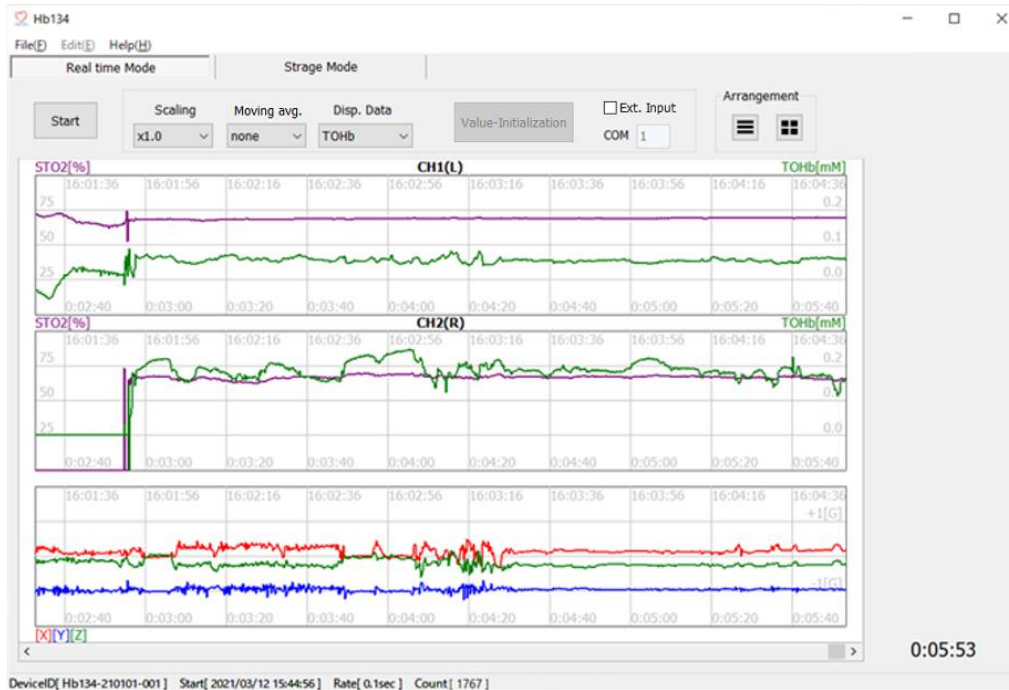 Hb134
File(F) Edit(E) Help(H)
Real time Mode Strage Mode
Start
Scaling Moving avg. Disp. Data
x1.0 none TOHb
Value-Initialization
Ext. Input
COM 1
Arrangement
STO2[%] CH1(L) TOHb[mM]
16:01:36 16:01:56 16:02:16 16:02:36 16:02:56 16:03:16 16:03:36 16:03:56 16:04:16 16:04:36
75 0.2
50 0.1
25 0.0
0:02:40 0:03:00 0:03:20 0:03:40 0:04:00 0:04:20 0:04:40 0:05:00 0:05:20 0:05:40
STO2[%] CH2(R) TOHb[mM]
16:01:36 16:01:56 16:02:16 16:02:36 16:02:56 16:03:16 16:03:36 16:03:56 16:04:16 16:04:36
75 0.2
50
25 0.0
0:02:40 0:03:00 0:03:20 0:03:40 0:04:00 0:04:20 0:04:40 0:05:00 0:05:20 0:05:40
16:01:36 16:01:56 16:02:16 16:02:36 16:02:56 16:03:16 16:03:36 16:03:56 16:04:16 16:04:36
+1[G]
-1[G]
0:02:40 0:03:00 0:03:20 0:03:40 0:04:00 0:04:20 0:04:40 0:05:00 0:05:20 0:05:40
[X][Y][Z]
0:05:53
DeviceID[ Hb134-210101-001 ] Start[ 2021/03/12 15:44:56 ] Rate[ 0.1sec ] Count[ 1767 ]